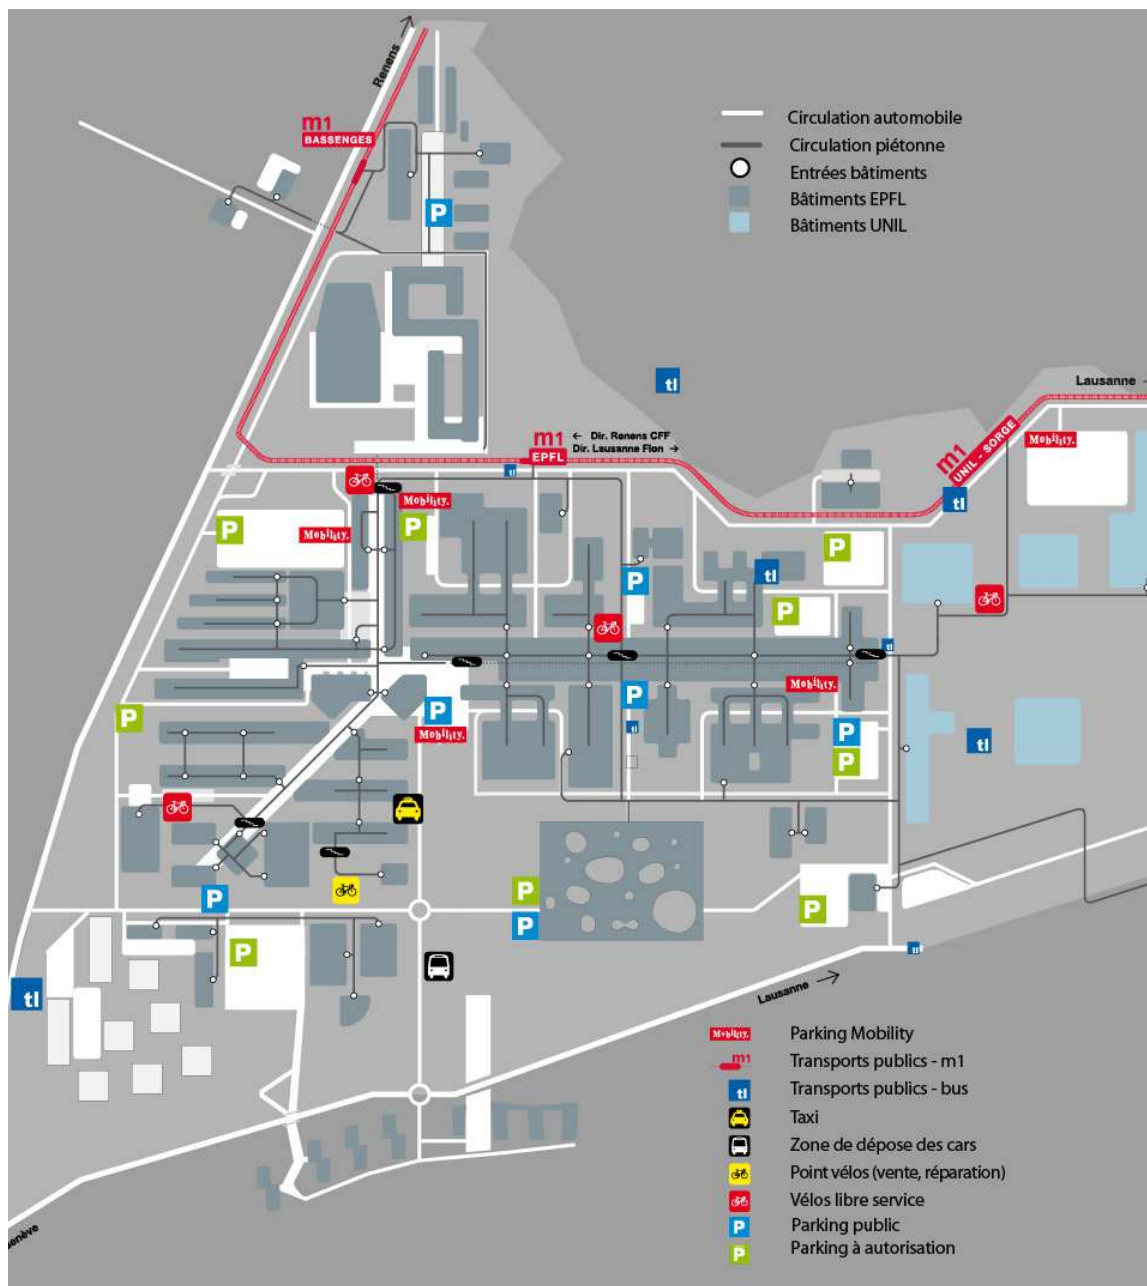 Renens
m1
BASSENGES
Circulation automobile
Circulation piétonne
Entrées bâtiments
Bâtiments EPFL
Bâtiments UNIL
P
tl
Lausanne
m1
EPFL
← Dir. Renens CFF
Dir. Lausanne Flon →
m1
UNIL - SORGE
Mobility.
tl
tl
Mobility.
P
P
Mobility.
P
P
tl
P
tl
P
P
Mobility.
P
P
tl
Mobility.
P
tl
P
P
P
P
P
P
tl
tl
Lausanne
Mobility. Parking Mobility
m1 Transports publics - m1
tl Transports publics - bus
Taxi
Zone de dépose des cars
Point vélos (vente, réparation)
Vélos libre service
P Parking public
P Parking à autorisation